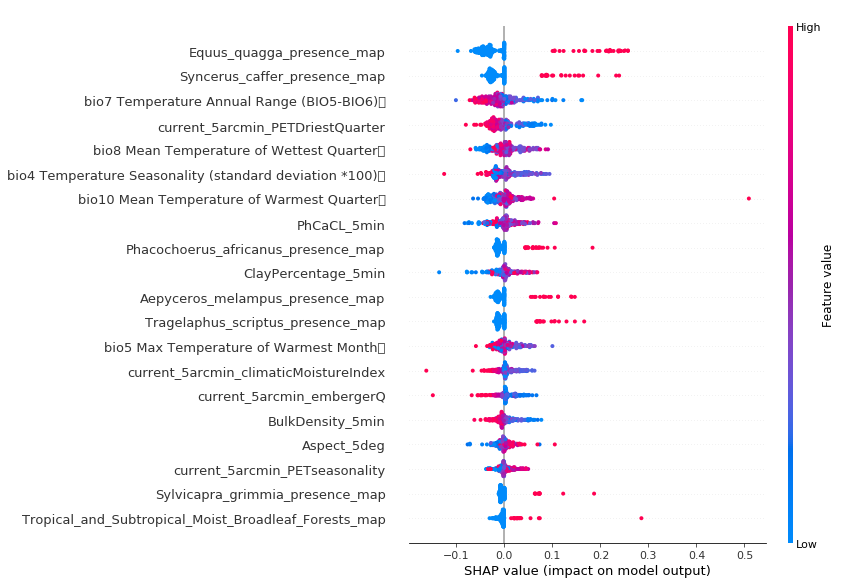 High
Equus_quagga_presence_map
Syncerus_caffer_presence_map
bio7 Temperature Annual Range (BIO5-BIO6)
current_5arcmin_PETDriestQuarter
bio8 Mean Temperature of Wettest Quarter
bio4 Temperature Seasonality (standard deviation *100)
bio10 Mean Temperature of Warmest Quarter
PhCaCL_5min
Phacochoerus_africanus_presence_map
ClayPercentage_5min
Aepyceros_melampus_presence_map
Tragelaphus_scriptus_presence_map
bio5 Max Temperature of Warmest Month
current_5arcmin_climaticMoistureIndex
current_5arcmin_embergerQ
BulkDensity_5min
Aspect_5deg
current_5arcmin_PETseasonality
Sylvicapra_grimmia_presence_map
Tropical_and_Subtropical_Moist_Broadleaf_Forests_map
Feature value
Low
−0.1 0.0 0.1 0.2 0.3 0.4 0.5
SHAP value (impact on model output)